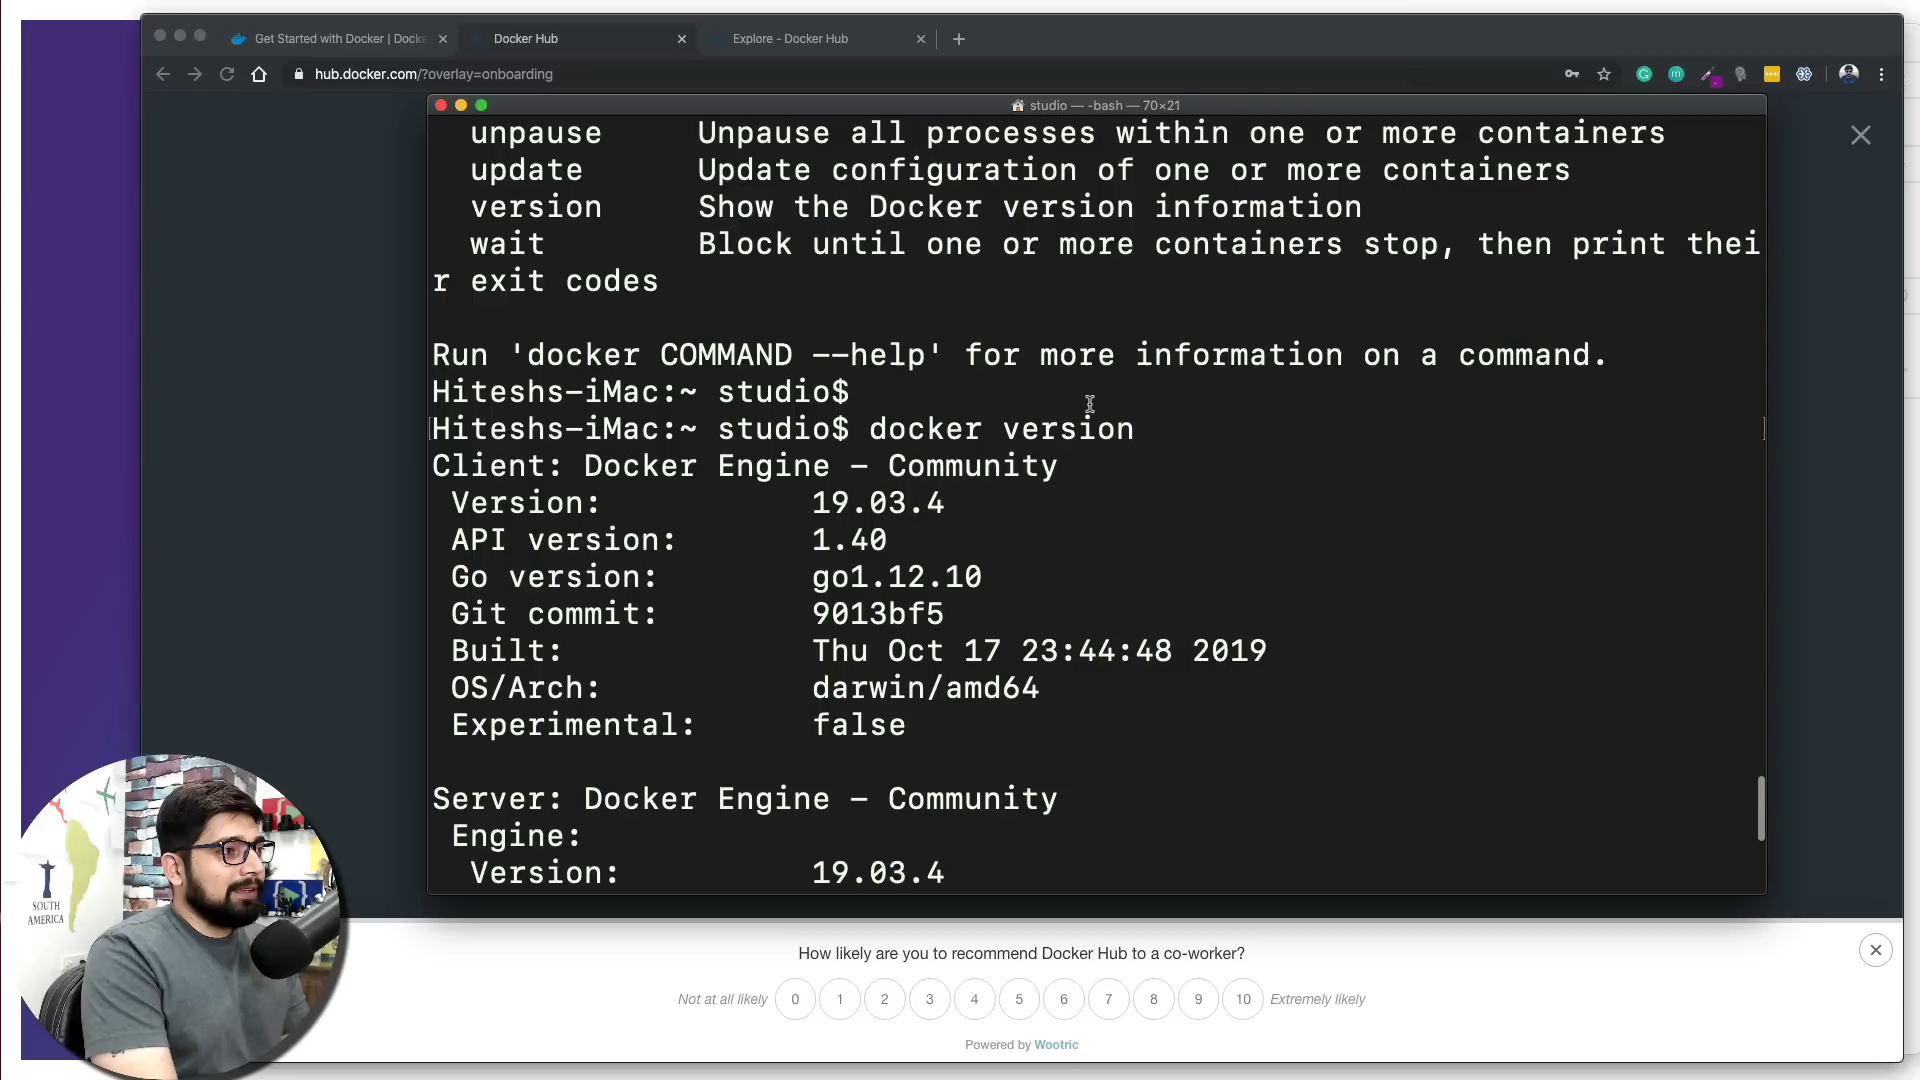 Get Started with Docker | Docke
Docker Hub
Explore - Docker Hub
hub.docker.com/?overlay=onboarding
studio — -bash — 70×21
unpause Unpause all processes within one or more containers
update Update configuration of one or more containers
version Show the Docker version information
wait Block until one or more containers stop, then print thei
r exit codes
Run 'docker COMMAND --help' for more information on a command.
Hiteshs-iMac:~ studio$
Hiteshs-iMac:~ studio$ docker version
Client: Docker Engine - Community
Version: 19.03.4
API version: 1.40
Go version: go1.12.10
Git commit: 9013bf5
Built: Thu Oct 17 23:44:48 2019
OS/Arch: darwin/amd64
Experimental: false
Server: Docker Engine - Community
Engine:
Version: 19.03.4
SOUTH
AMERICA
How likely are you to recommend Docker Hub to a co-worker?
Not at all likely 0 1 2 3 4 5 6 7 8 9 10 Extremely likely
Powered by Wootric